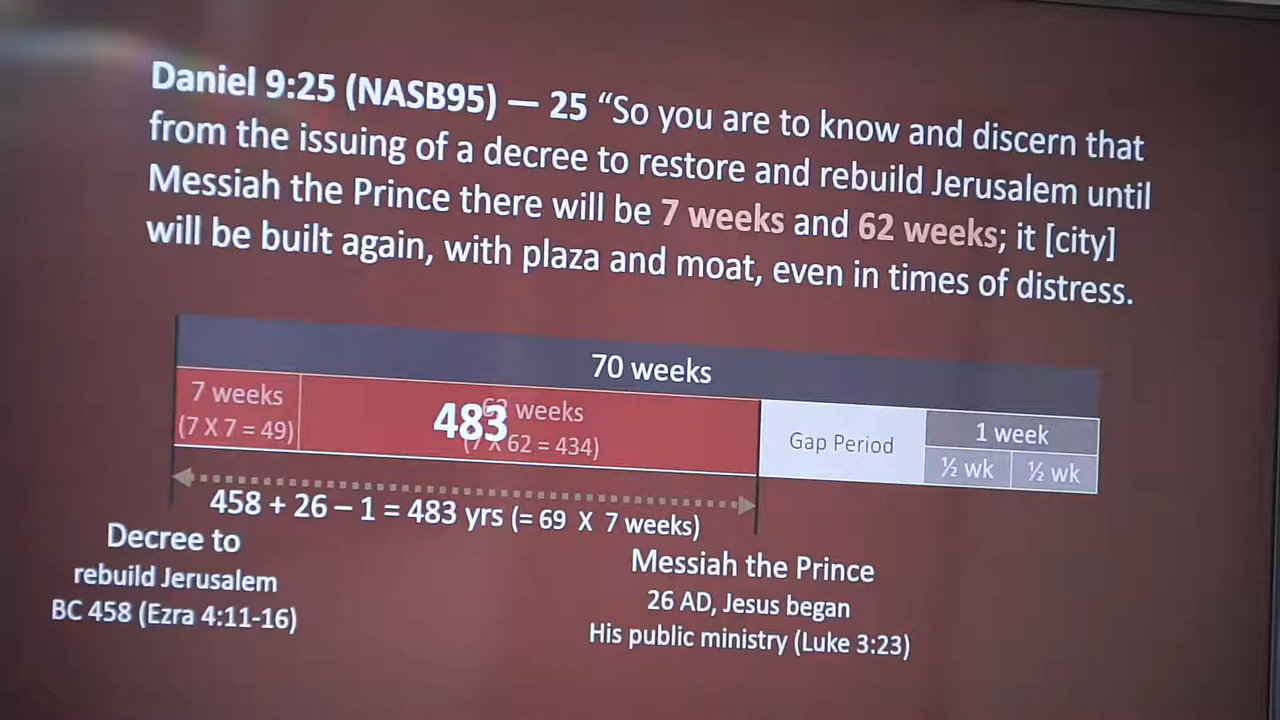 Daniel 9:25 (NASB95) — 25 “So you are to know and discern that
from the issuing of a decree to restore and rebuild Jerusalem until
Messiah the Prince there will be 7 weeks and 62 weeks; it [city]
will be built again, with plaza and moat, even in times of distress.
70 weeks
7 weeks
(7 X 7 = 49)
62 weeks
(7 X 62 = 434)
483
Gap Period
1 week
½ wk
½ wk
458 + 26 – 1 = 483 yrs (= 69 X 7 weeks)
Decree to
rebuild Jerusalem
BC 458 (Ezra 4:11-16)
Messiah the Prince
26 AD, Jesus began
His public ministry (Luke 3:23)